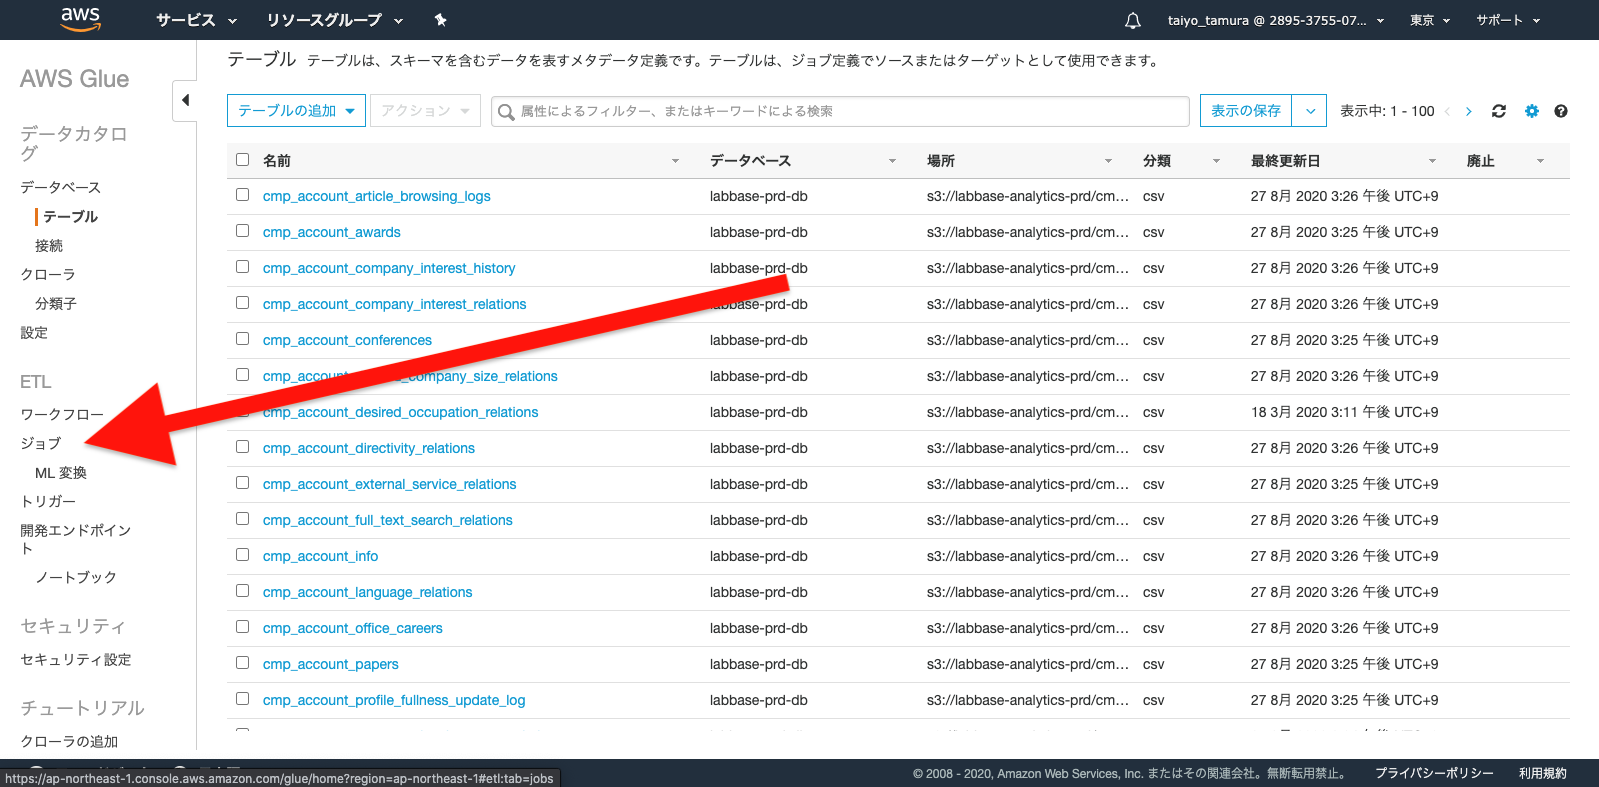 aws サービス リソースグループ taiyo_tamura @ 2895-3755-07... 東京 サポート
AWS Glue
データカタロ
グ
データベース
テーブル
接続
クローラ
分類子
設定
ETL
ワークフロー
ジョブ
ML 変換
トリガー
開発エンドポイン
ト
ノートブック
セキュリティ
セキュリティ設定
チュートリアル
クローラの追加
テーブル テーブルは、スキーマを含むデータを表すメタデータ定義です。テーブルは、ジョブ定義でソースまたはターゲットとして使用できます。
テーブルの追加 アクション 属性によるフィルター、またはキーワードによる検索 表示の保存 表示中: 1 - 100
名前 データベース 場所 分類 最終更新日 廃止
cmp_account_article_browsing_logs labbase-prd-db s3://labbase-analytics-prd/cm... csv 27 8月 2020 3:26 午後 UTC+9
cmp_account_awards labbase-prd-db s3://labbase-analytics-prd/cm... csv 27 8月 2020 3:25 午後 UTC+9
cmp_account_company_interest_history labbase-prd-db s3://labbase-analytics-prd/cm... csv 27 8月 2020 3:26 午後 UTC+9
cmp_account_company_interest_relations labbase-prd-db s3://labbase-analytics-prd/cm... csv 27 8月 2020 3:26 午後 UTC+9
cmp_account_conferences labbase-prd-db s3://labbase-analytics-prd/cm... csv 27 8月 2020 3:25 午後 UTC+9
company_size_relations labbase-prd-db s3://labbase-analytics-prd/cm... csv 27 8月 2020 3:26 午後 UTC+9
cmp_account_desired_occupation_relations labbase-prd-db s3://labbase-analytics-prd/cm... csv 18 3月 2020 3:11 午後 UTC+9
cmp_account_directivity_relations labbase-prd-db s3://labbase-analytics-prd/cm... csv 27 8月 2020 3:26 午後 UTC+9
cmp_account_external_service_relations labbase-prd-db s3://labbase-analytics-prd/cm... csv 27 8月 2020 3:25 午後 UTC+9
cmp_account_full_text_search_relations labbase-prd-db s3://labbase-analytics-prd/cm... csv 27 8月 2020 3:26 午後 UTC+9
cmp_account_info labbase-prd-db s3://labbase-analytics-prd/cm... csv 27 8月 2020 3:26 午後 UTC+9
cmp_account_language_relations labbase-prd-db s3://labbase-analytics-prd/cm... csv 27 8月 2020 3:26 午後 UTC+9
cmp_account_office_careers labbase-prd-db s3://labbase-analytics-prd/cm... csv 27 8月 2020 3:26 午後 UTC+9
cmp_account_papers labbase-prd-db s3://labbase-analytics-prd/cm... csv 27 8月 2020 3:25 午後 UTC+9
cmp_account_profile_fullness_update_log labbase-prd-db s3://labbase-analytics-prd/cm... csv 27 8月 2020 3:26 午後 UTC+9
https://ap-northeast-1.console.aws.amazon.com/glue/home?region=ap-northeast-1#etl:tab=jobs
© 2008 - 2020, Amazon Web Services, Inc. またはその関連会社。無断転用禁止。 プライバシーポリシー 利用規約